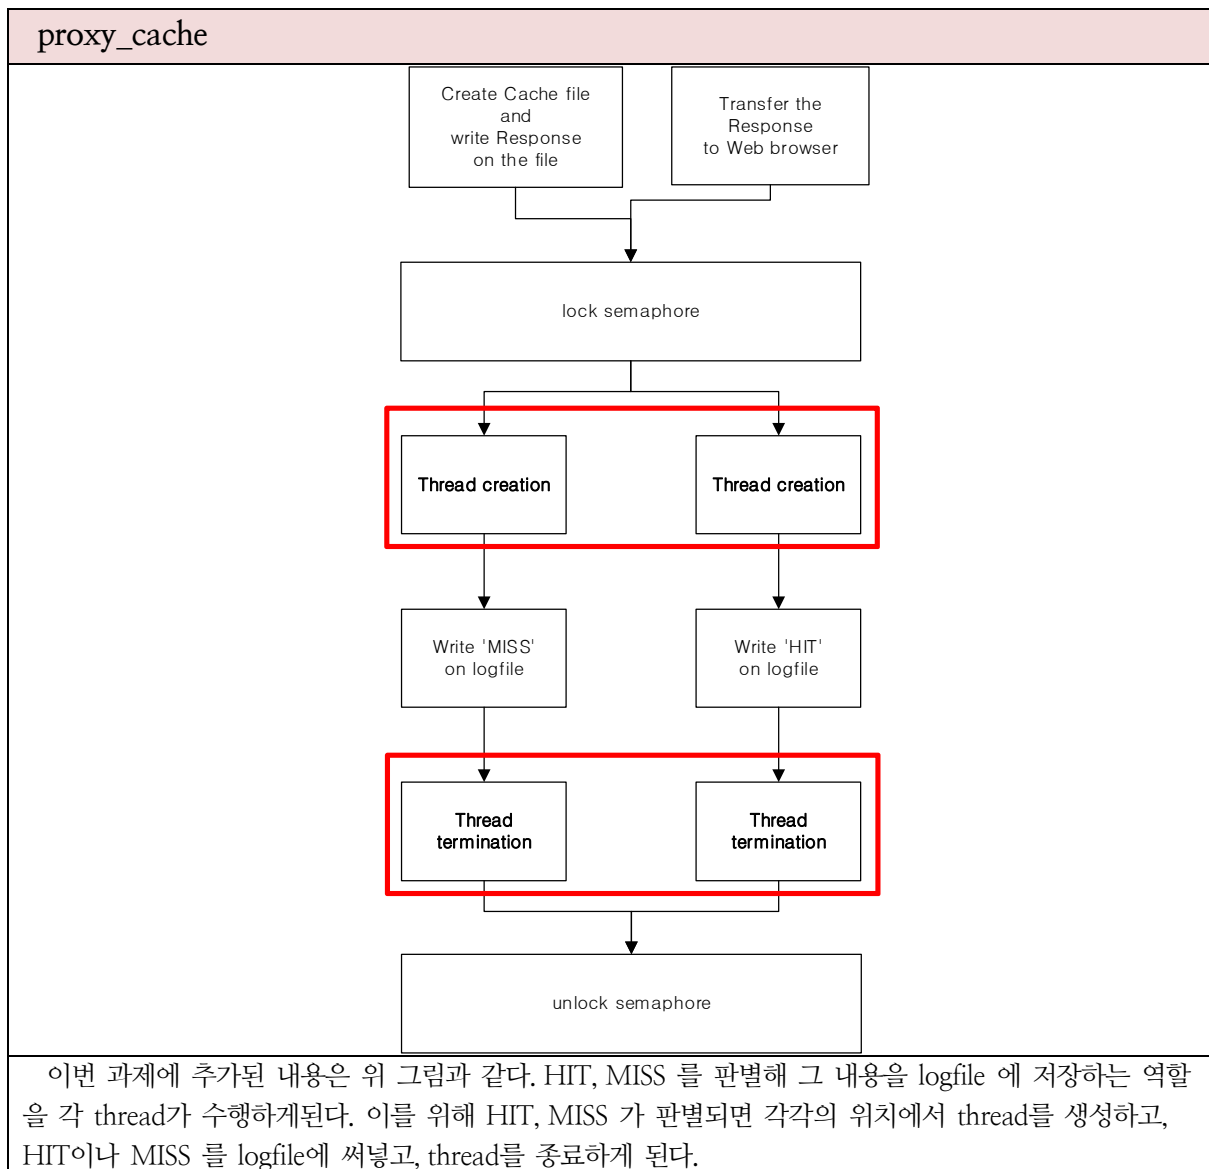 proxy_cache
Create Cache file
and
write Response
on the file
Transfer the
Response
to Web browser
lock semaphore
Thread creation
Thread creation
Write 'MISS'
on logfile
Write 'HIT'
on logfile
Thread
termination
Thread
termination
unlock semaphore
이번 과제에 추가된 내용은 위 그림과 같다. HIT, MISS 를 판별해 그 내용을 logfile 에 저장하는 역할
을 각 thread가 수행하게된다. 이를 위해 HIT, MISS 가 판별되면 각각의 위치에서 thread를 생성하고,
HIT이나 MISS 를 logfile에 써넣고, thread를 종료하게 된다.